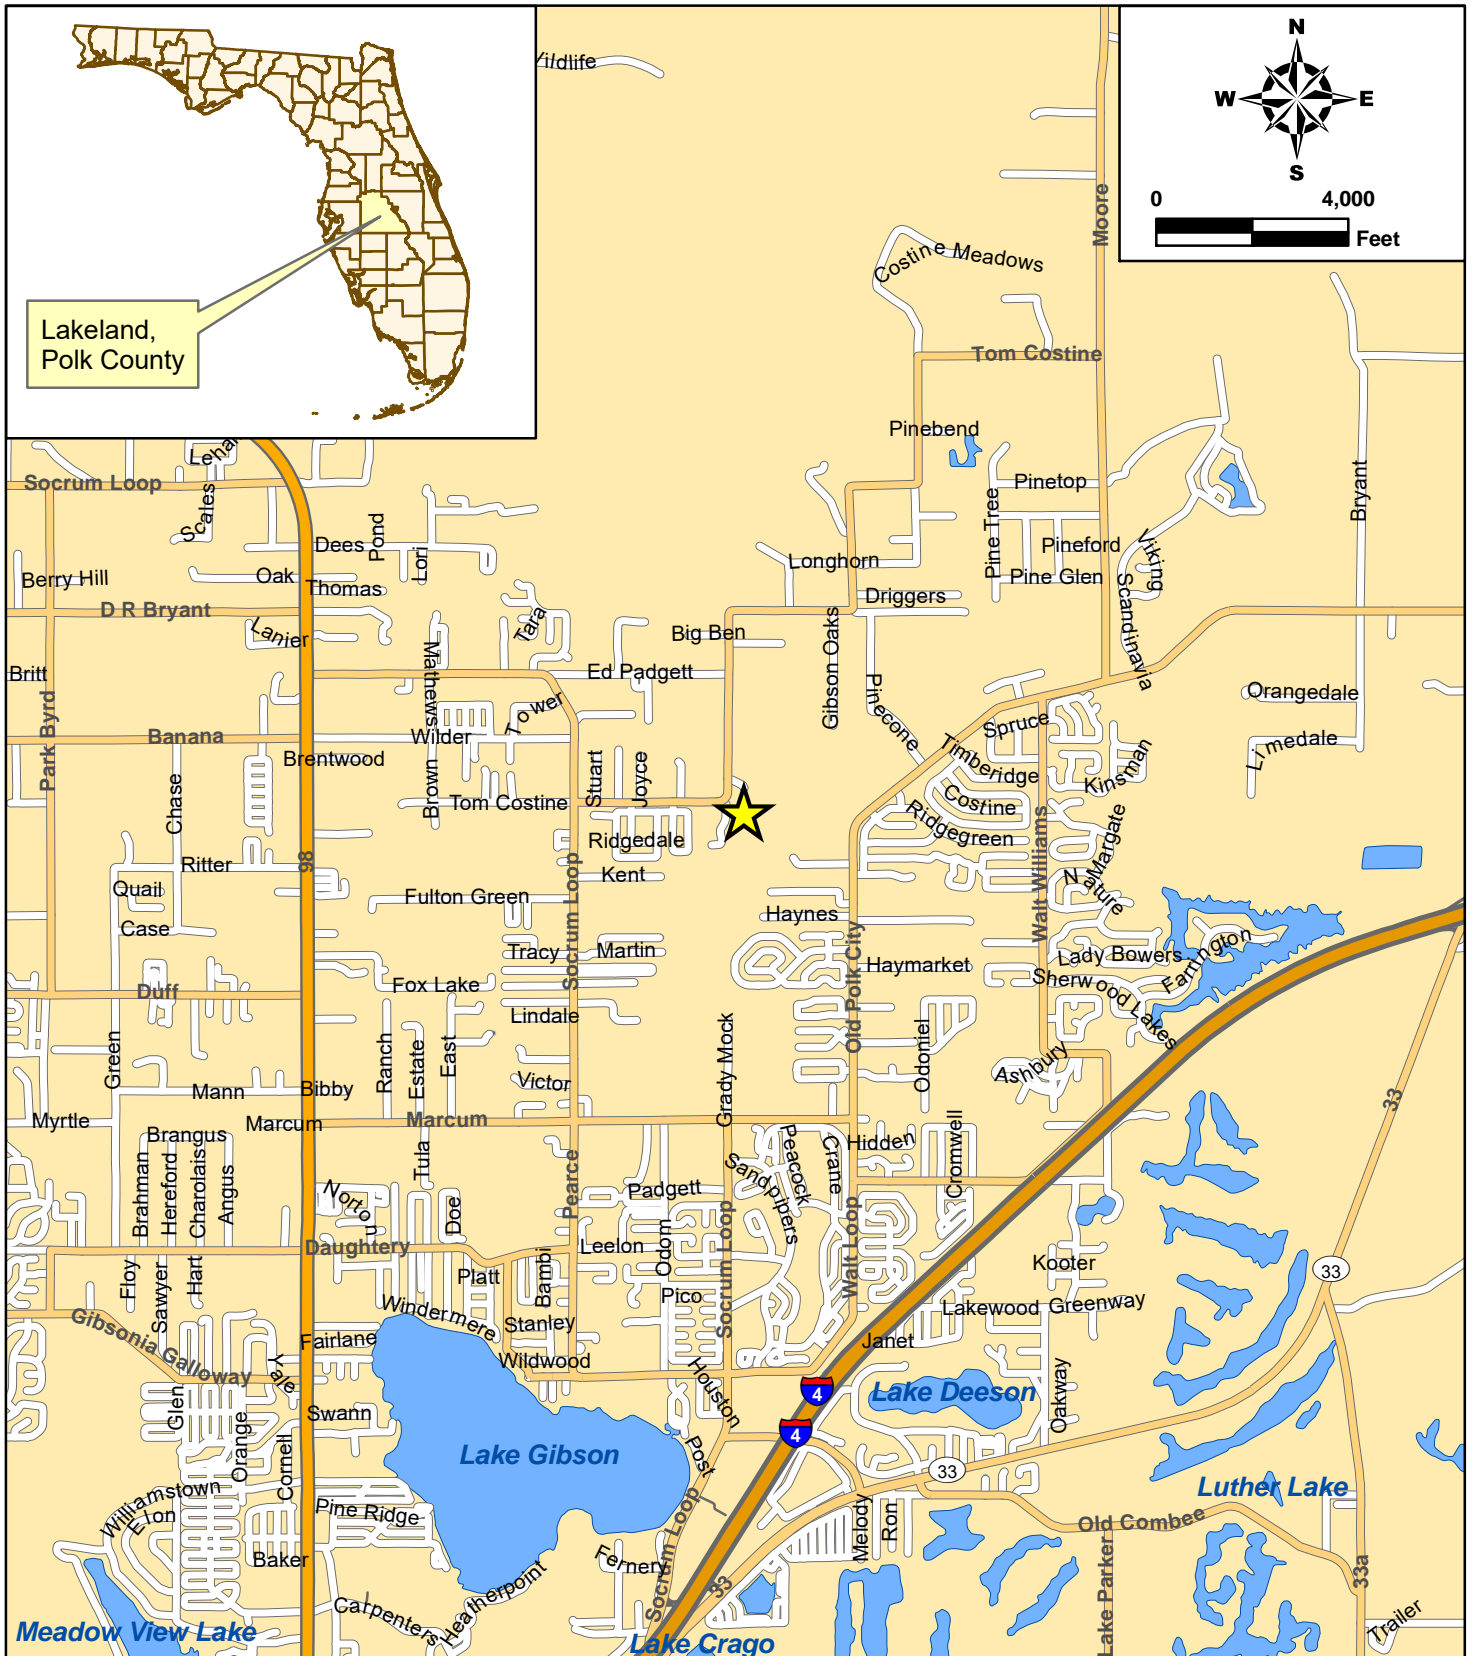 Wildlife
N
W
E
S
0
4,000
Feet
Moore
Costine Meadows
Lakeland,
Polk County
Tom Costine
Pinebend
Pinetop
Socrum Loop
Scales
Pond
Dees
Lori
Longhorn
Pine Tree
Pineford
Viking
Bryant
Berry Hill
Oak
Thomas
Pine Glen
Driggers
D R Bryant
Scandinavia
Lanier
Tara
Big Ben
Gibson Oaks
Britt
Mathews
Ed Padgett
Pinecone
Orangedale
Park Byrd
Tower
Spruce
Banana
Wilder
Timberidge
Limedale
Brentwood
Kinsman
Chase
Brown
Tom Costine
Stuart
Joyce
Costine
Ridgegreen
Margate
Walt Williams
Ridgedale
98
Ritter
Kent
Quail
Fulton Green
Nature
Case
Socrum Loop
Haynes
Old Polk City
Tracy
Martin
Lady Bowers
Farrington
Haymarket
Sherwood Lakes
Duff
Fox Lake
Lindale
Green
Ranch
Estate
East
Grady Mock
Odoniel
Ashbury
Mann
Bibby
Victor
33
Myrtle
Marcum
Marcum
Brangus
Hidden
Brahman
Hereford
Charolais
Angus
Tula
Peacock
Crane
Cromwell
Sandpipers
Norton
Doe
Pearce
Padgett
Odom
Socrum Loop
Walt Loop
Daughtery
Leelon
Floy
Sawyer
Hart
Platt
Bambi
Pico
Kooter
33
Windermere
Stanley
Lakewood
Greenway
Gibsonia Galloway
Fairlane
Wildwood
Janet
Yale
Houston
4
Lake Deeson
Oakway
Glen
Orange
Swann
4
Cornell
Lake Gibson
Post
33
Luther Lake
Williamstown
Elon
Pine Ridge
Melody
Ron
Old Combee
Baker
Fernery
Socrum Loop
33
Lake Parker
33a
Heatherpoint
Carpenters
Trailer
Meadow View Lake
Lake Crago